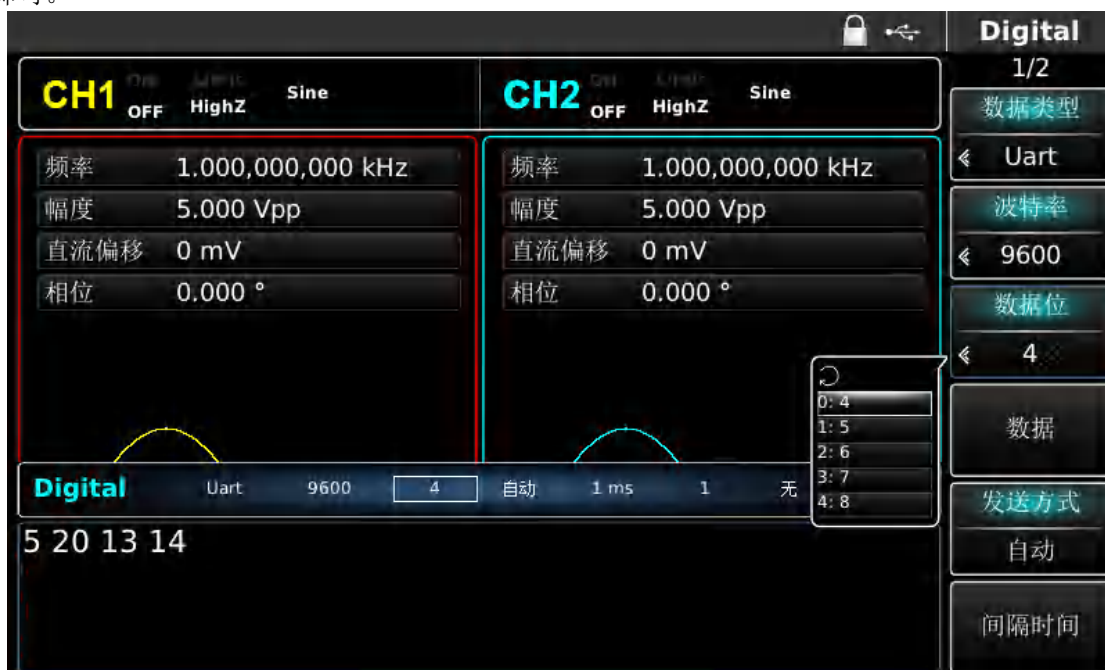 Digital
1/2
CH1 OFF HighZ Sine
CH2 OFF HighZ Sine
频率 1.000,000,000 kHz
幅度 5.000 Vpp
直流偏移 0 mV
相位 0.000 °
频率 1.000,000,000 kHz
幅度 5.000 Vpp
直流偏移 0 mV
相位 0.000 °
0: 4
1: 5
2: 6
3: 7
4: 8
Digital Uart 9600 4 自动 1 ms 1 无
5 20 13 14
数据类型
Uart
波特率
9600
数据位
4
数据
发送方式
自动
间隔时间